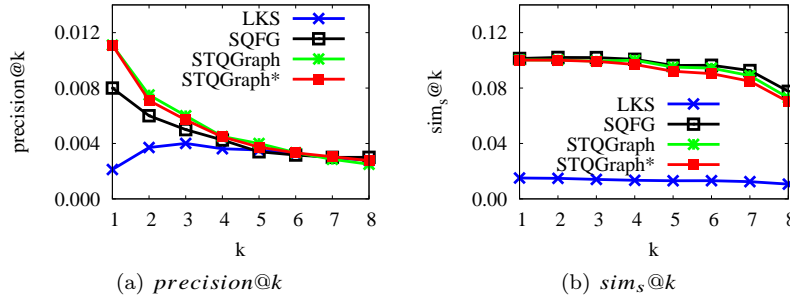 precision@k
0.012
0.008
0.004
0.000
1 2 3 4 5 6 7 8
k
LKS
SQFG
STQGraph
STQGraph*
(a) precision@k
sim_s@k
0.12
0.08
0.04
0.00
1 2 3 4 5 6 7 8
k
LKS
SQFG
STQGraph
STQGraph*
(b) sim_s@k